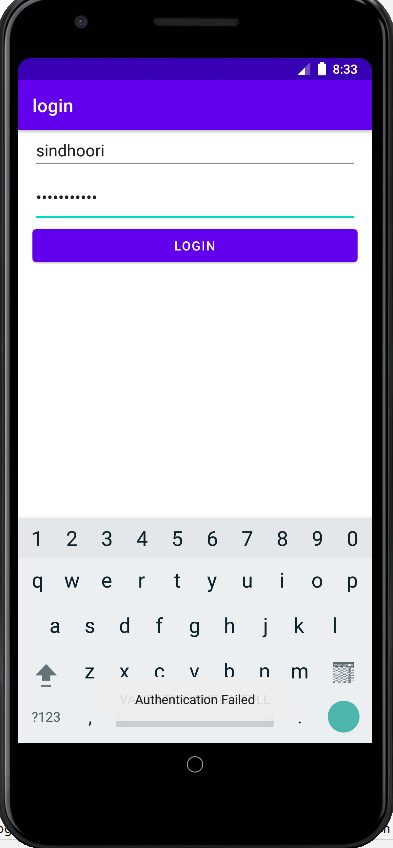 8:33
login
sindhoori
•••••••••••
LOGIN
1 2 3 4 5 6 7 8 9 0
q w e r t y u i o p
a s d f g h j k l
z x c v b n m
Authentication Failed
?123 , .